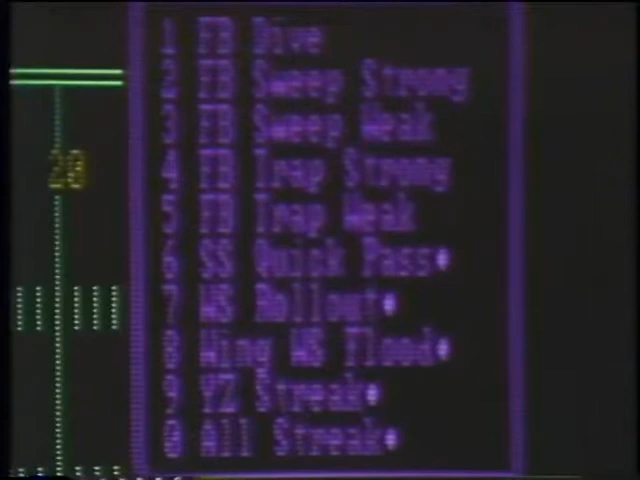 1 FB Dive
2 FB Sweep Strong
3 FB Sweep Weak
20
4 FB Trap Strong
5 FB Trap Weak
6 SS Quick Pass♦
7 WS Rollout♦
8 Wing WS Flood♦
9 YZ Streak♦
0 All Streak♦